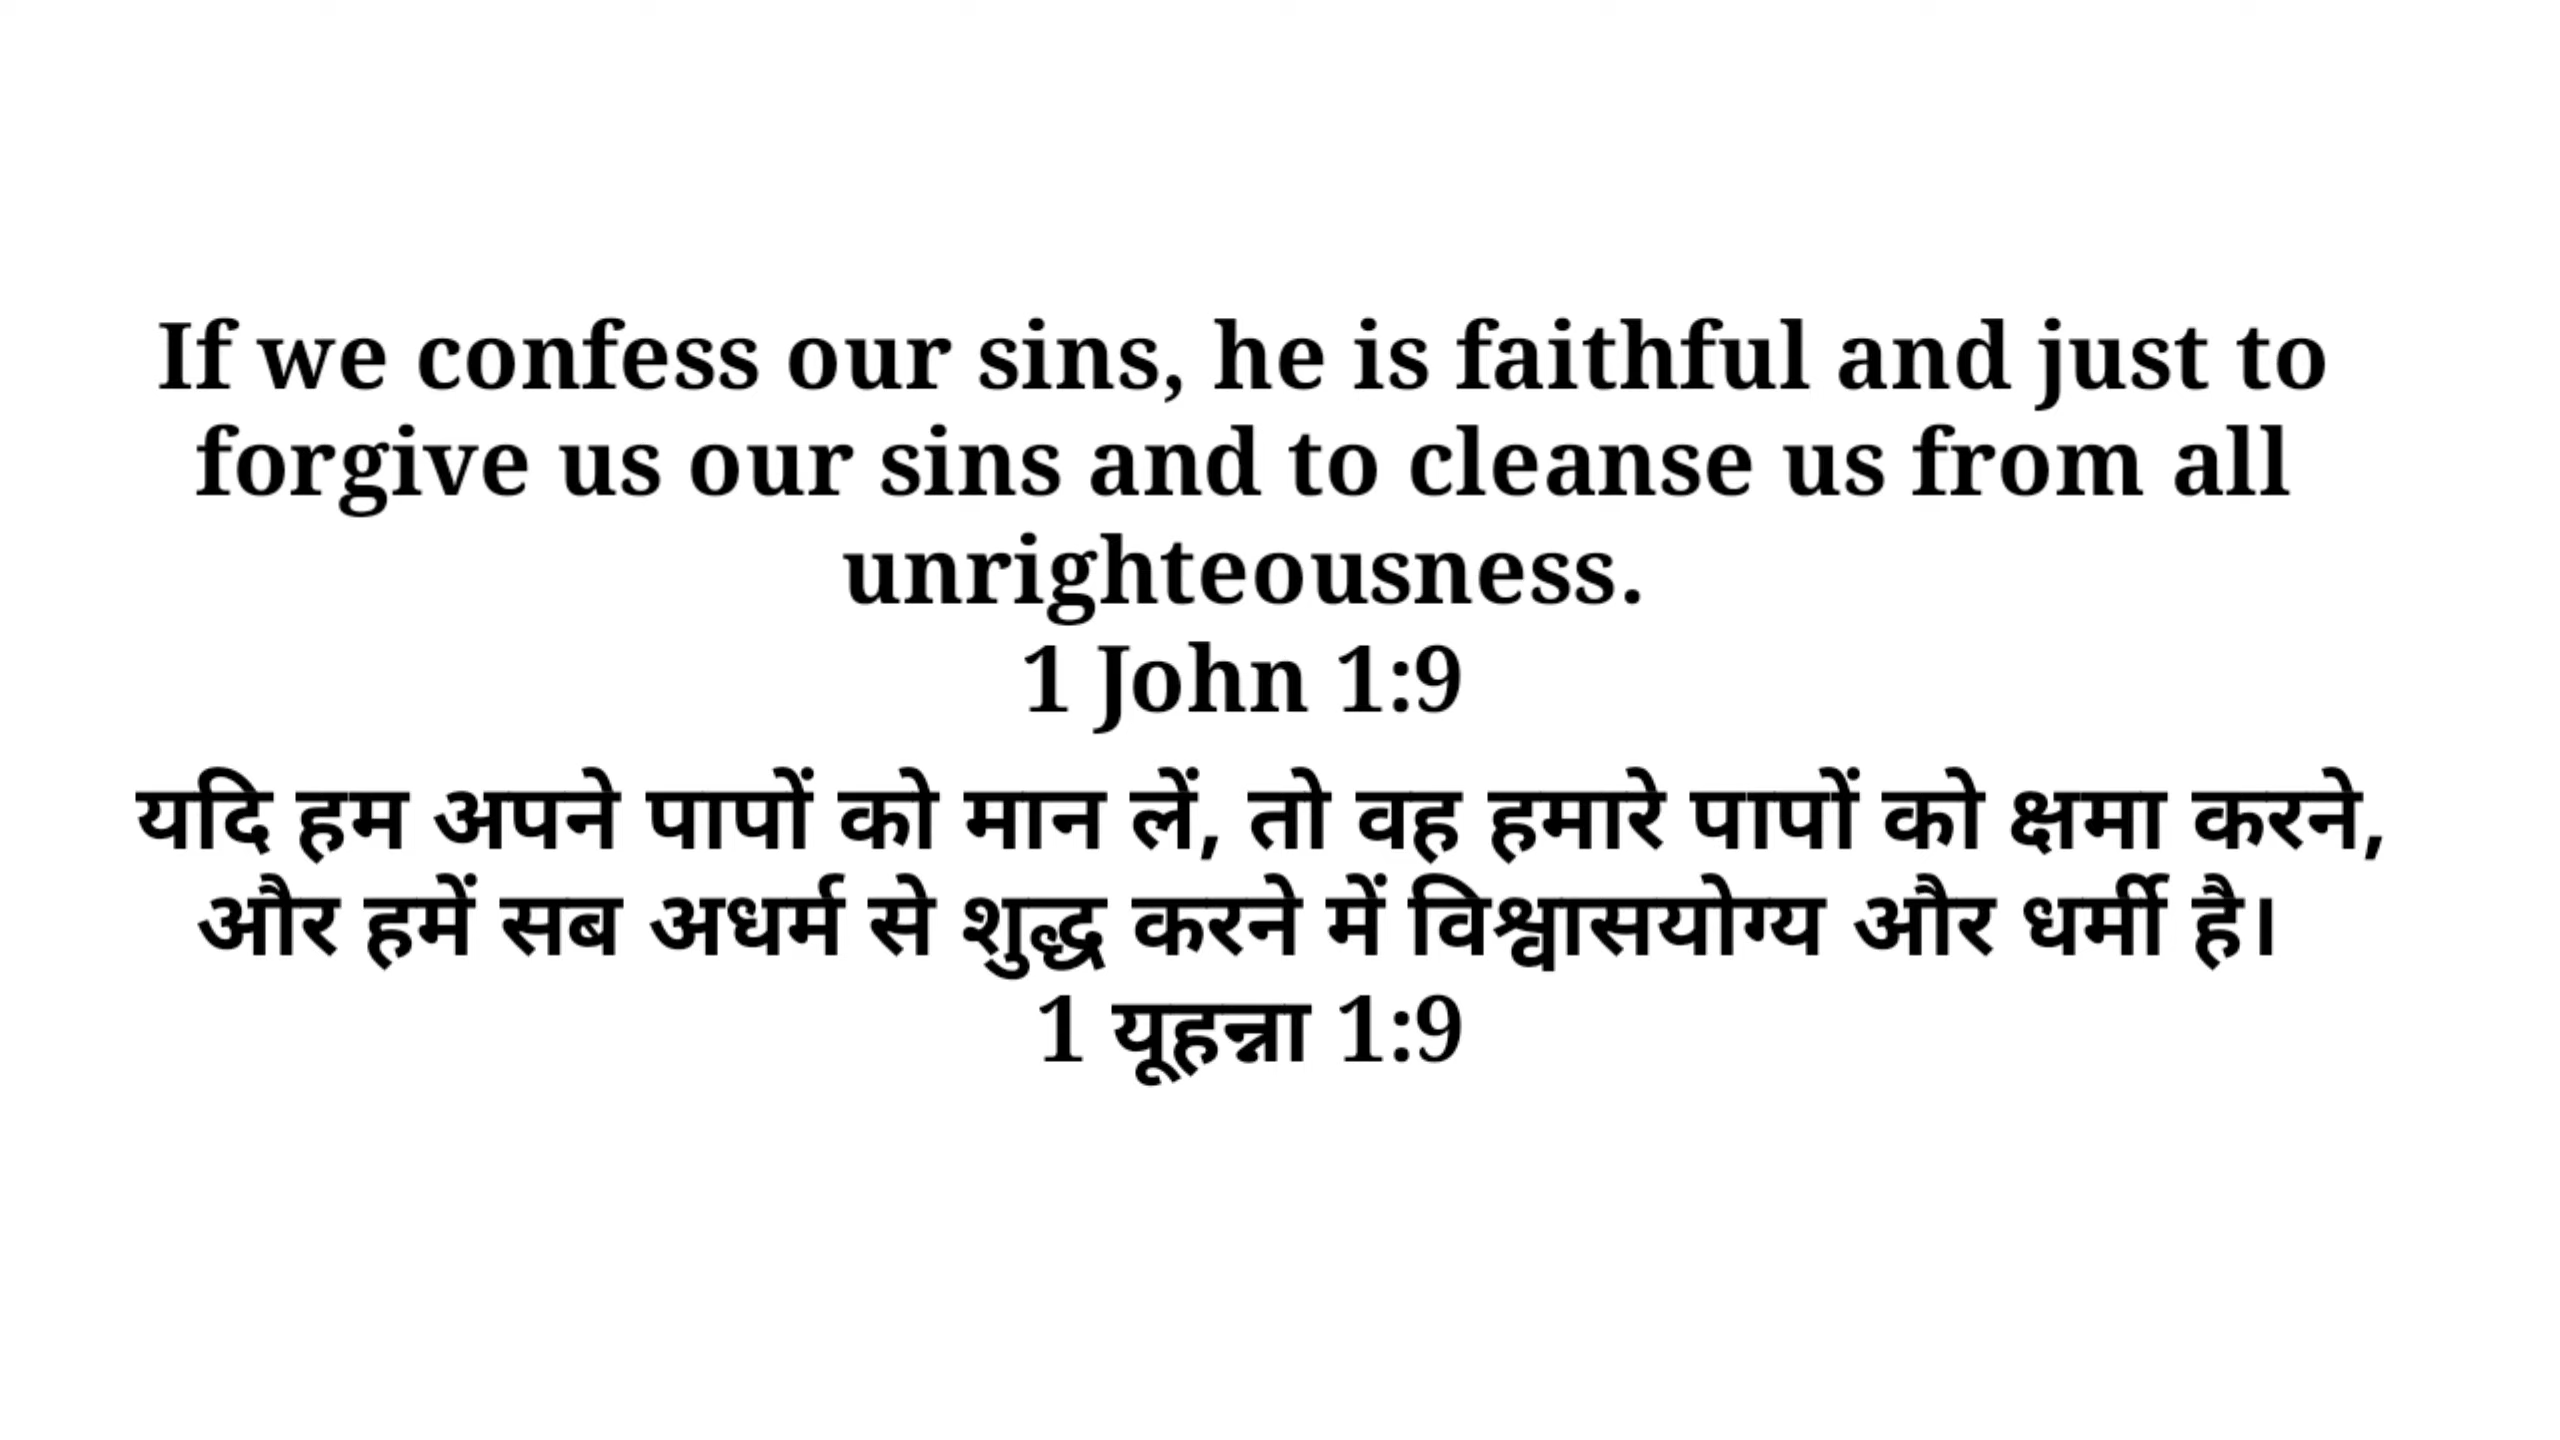 If we confess our sins, he is faithful and just to
forgive us our sins and to cleanse us from all
unrighteousness.
1 John 1:9
यदि हम अपने पापों को मान लें, तो वह हमारे पापों को क्षमा करने,
और हमें सब अधर्म से शुद्ध करने में विश्वासयोग्य और धर्मी है।
1 यूहन्ना 1:9